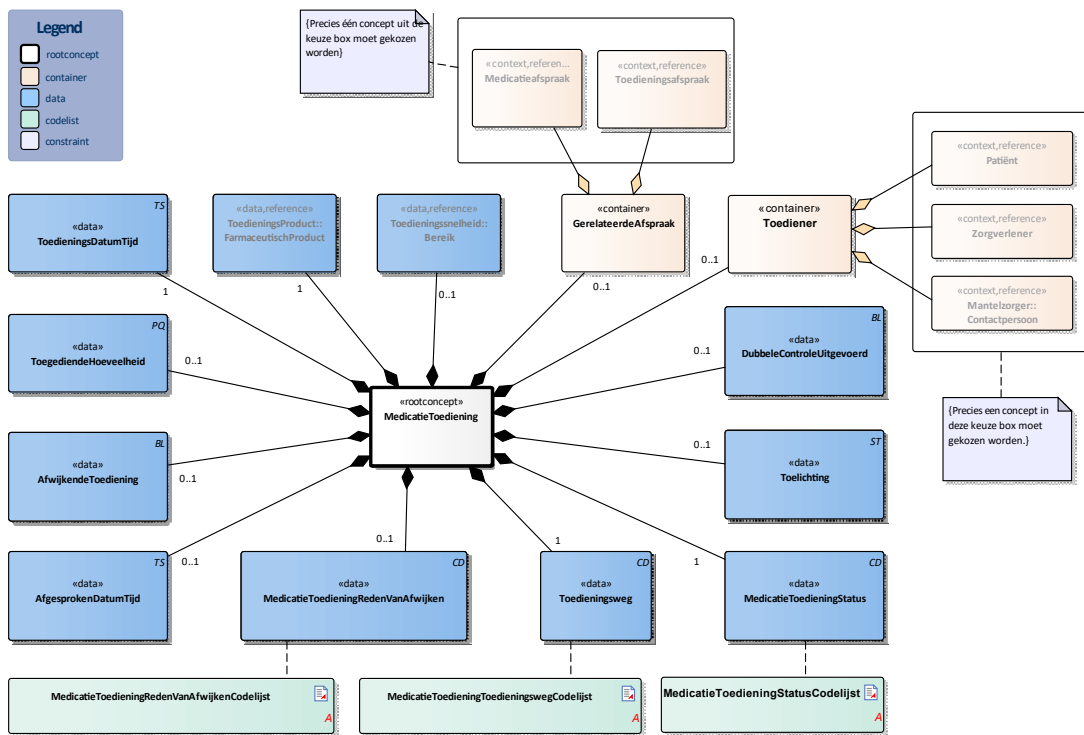 Legend
rootconcept
container
data
codelist
constraint
{Precies één concept uit de
keuze box moet gekozen
worden}
«context,referen...
Medicatieafspraak
«context,reference»
Toedieningsafspraak
«context,reference»
Patiënt
«context,reference»
Zorgverlener
«context,reference»
Mantelzorger::
Contactpersoon
TS
«data»
ToedieningsDatumTijd
«data,reference»
ToedieningsProduct::
FarmaceutischProduct
«data,reference»
Toedieningssnelheid::
Bereik
«container»
GerelateerdeAfspraak
«container»
Toediener
1
1
0..1
0..1
0..1
PQ
«data»
ToegediendeHoeveelheid
0..1
BL
«data»
DubbeleControleUitgevoerd
0..1
«rootconcept»
MedicatieToediening
{Precies een concept in
deze keuze box moet
gekozen worden.}
BL
«data»
AfwijkendeToediening
0..1
ST
«data»
Toelichting
0..1
TS
«data»
AfgesprokenDatumTijd
0..1
CD
«data»
MedicatieToedieningRedenVanAfwijken
0..1
CD
«data»
Toedieningsweg
1
CD
«data»
MedicatieToedieningStatus
1
MedicatieToedieningRedenVanAfwijkenCodelijst
A
MedicatieToedieningToedieningswegCodelijst
A
MedicatieToedieningStatusCodelijst
A